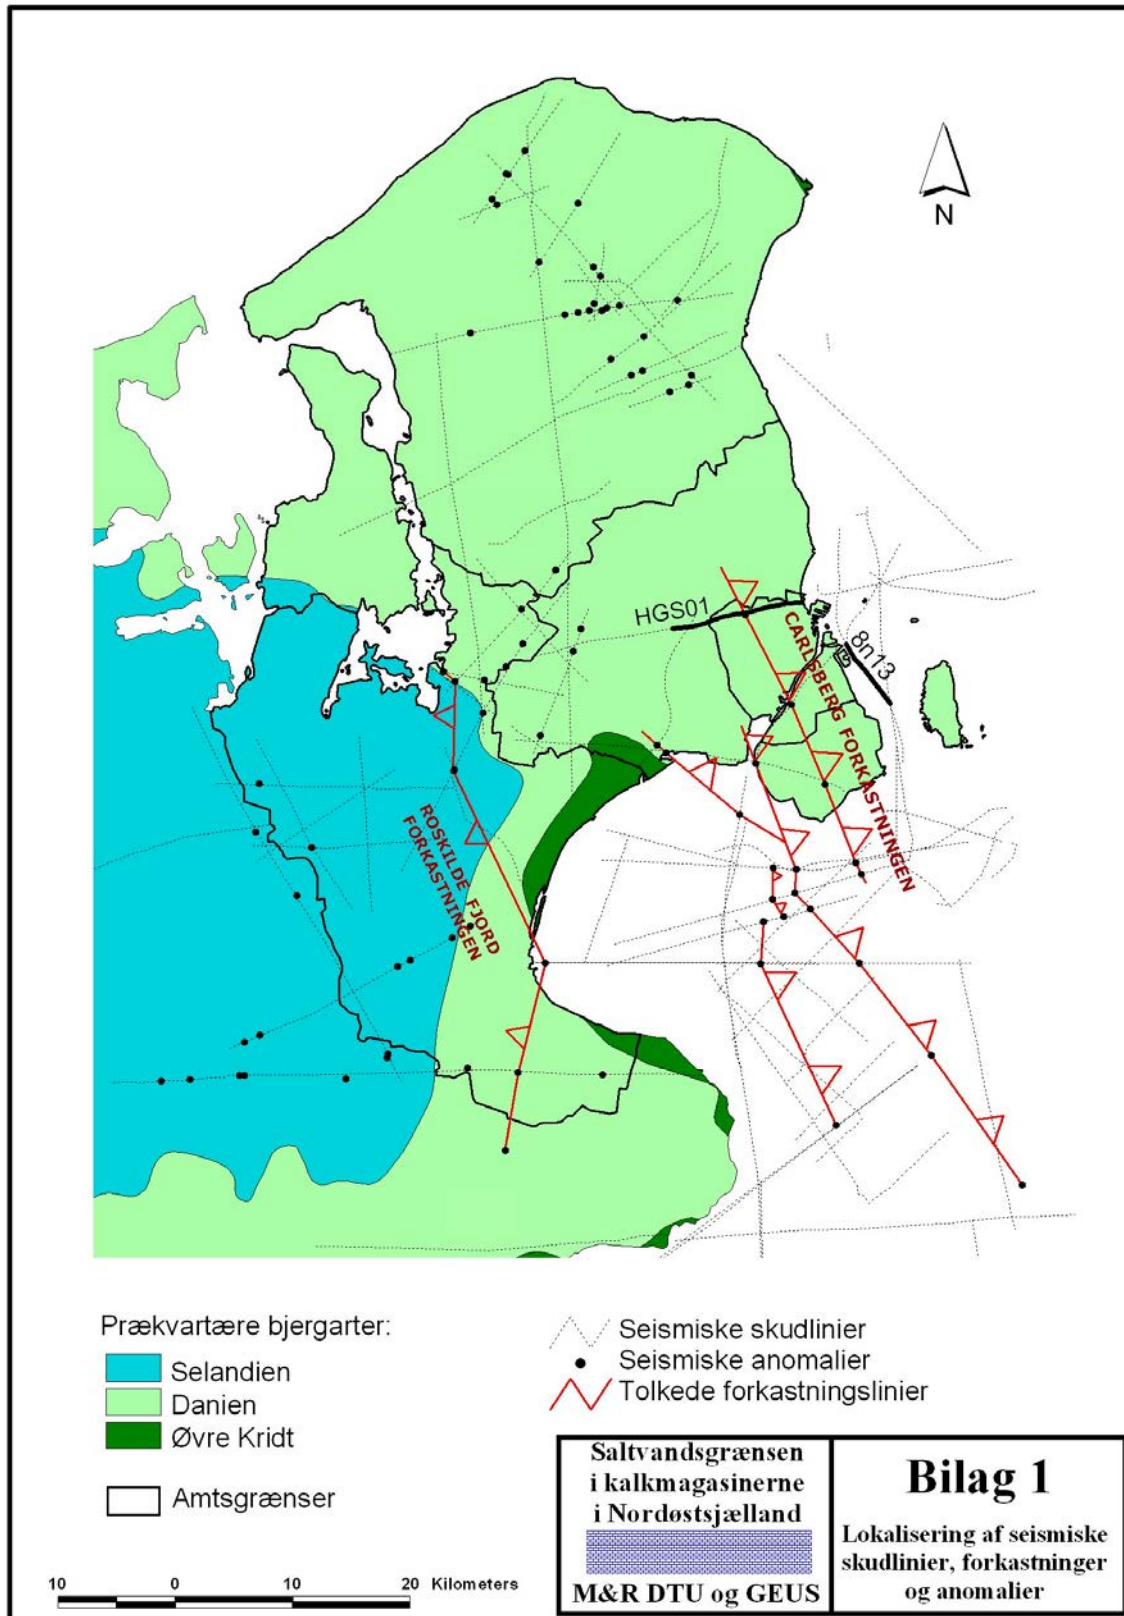 N
HGS01
8n13
CARLSBERG FORKASTNINGEN
ROSKILDE FJORD
FORKASTNINGEN
Prækvartære bjergarter:
Selandien
Danien
Øvre Kridt
Amtsgrænser
Seismiske skudlinier
Seismiske anomalier
Tolkede forkastningslinier
10 0 10 20 Kilometers
Saltvandsgrænsen
i kalkmagasinerne
i Nordøstsjælland
M&R DTU og GEUS
Bilag 1
Lokalisering af seismiske
skudlinier, forkastninger
og anomalier